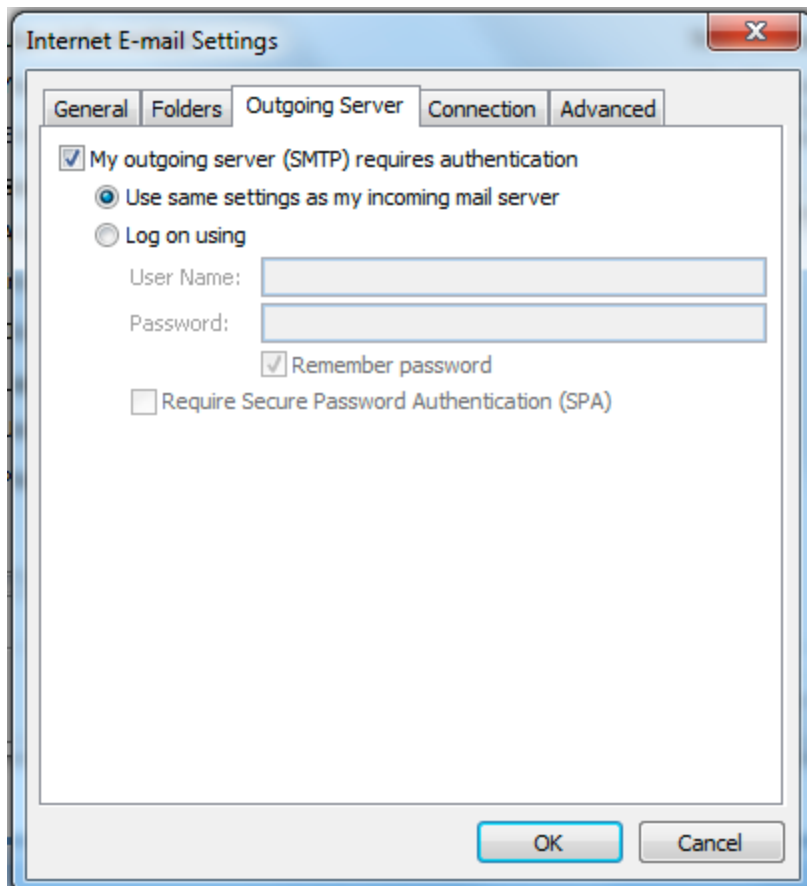 Internet E-mail Settings
X
General Folders Outgoing Server Connection Advanced
My outgoing server (SMTP) requires authentication
Use same settings as my incoming mail server
Log on using
User Name:
Password:
Remember password
Require Secure Password Authentication (SPA)
OK Cancel